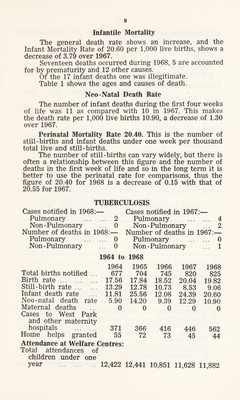 9
Infantile Mortality
The general death rate shows an increase, and the
Infant Mortality Rate of 20.60 per 1,000 live births, shows a
decrease of 3.79 over 1967.
Seventeen deaths occurred during 1968, 5 are accounted
for by prematurity and 12 other causes.
Of the 17 infant deaths one was illegitimate.
Table 1 shows the ages and causes of death.
Neo-Natal Death Rate
The number of infant deaths during the first four weeks
of life was 11 as compared with 10 in 1967. This makes
the death rate per 1,000 live births 10.90, a decrease of 1.30
over 1967.
Perinatal Mortality Rate 20.40. This is the number of
still-births and infant deaths under one week per thousand
total live and still-births.
The number of still-births can vary widely, but there is
often a relationship between this figure and the number of
deaths in the first week of life and so in the long term it is
better to use the perinatal rate for comparisons, thus the
figure of 20.40 for 1968 is a decrease of 0.15 with that of
20.55 for 1967.
TUBERCULOSIS
Cases notified in 1968:— Cases notified in 1967:—
Pulmonary ... 2 Pulmonary ... 4
Non-Pulmonary ... 0 Non-Pulmonary ... 2
Number of deaths in 1968:— Number of deaths in 1967:—
Pulmonary ... 0 Pulmonary ... 0
Non-Pulmonary ... 0 Non-Pulmonary ... 1
1964 to 1968
1964 1965 1966 1967 1968
Total births notified ... 677 704 745 820 825
Birth rate ... 17.56 17.84 18.52 20.04 19.82
Still-birth rate ... 13.29 12.78 10.73 8.53 9.06
Infant death rate ... 11.81 25.56 12.08 24.39 20.60
Neo-natal death rate 5.90 14.20 9.39 12.29 10.90
Maternal deaths ... 0 0 0 0 0
Cases to West Park
and other maternity
hospitals 371 366 416 446 562
Home helps granted 55 72 73 45 44
Attendance at Welfare Centres:
Total attendances of
children under one
year ... 12,422 12,441 10,851 11,628 11,882